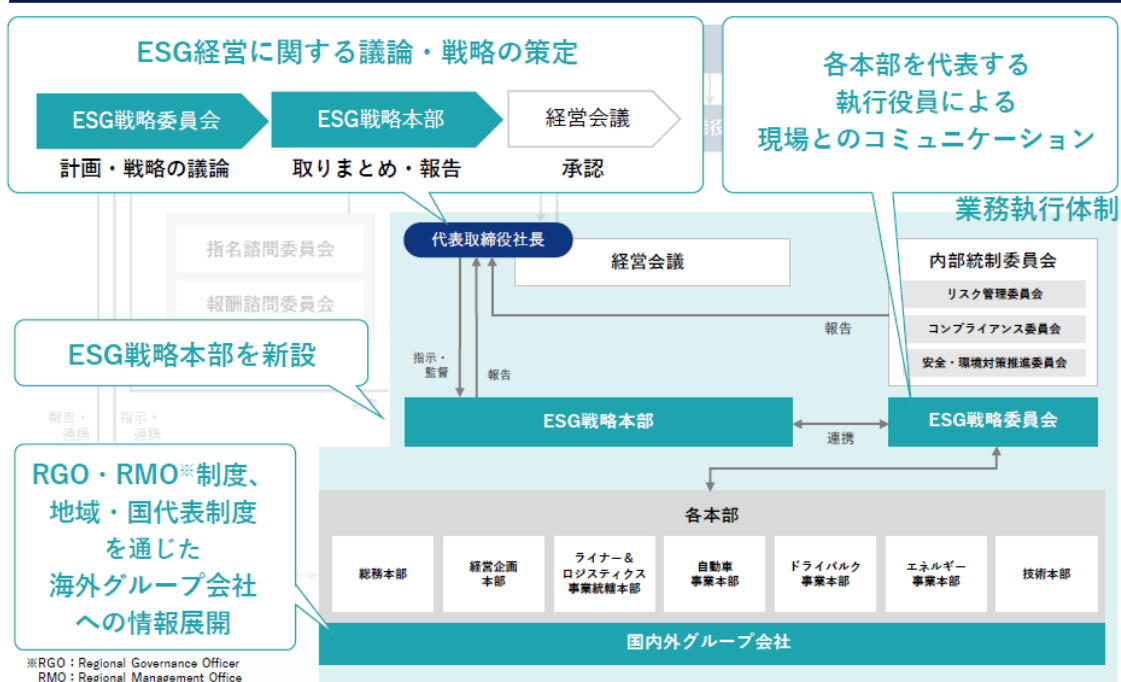 ESG経営に関する議論・戦略の策定
ESG戦略委員会
ESG戦略本部
経営会議
計画・戦略の議論
取りまとめ・報告
承認
各本部を代表する
執行役員による
現場とのコミュニケーション
業務執行体制
指名諮問委員会
報酬諮問委員会
代表取締役社長
経営会議
内部統制委員会
リスク管理委員会
コンプライアンス委員会
安全・環境対策推進委員会
報告
ESG戦略本部を新設
指示・
監督
報告
報告・
連携
指示・
連携
ESG戦略本部
連携
ESG戦略委員会
RGO・RMO※制度、
地域・国代表制度
を通じた
海外グループ会社
への情報展開
各本部
総務本部
経営企画
本部
ライナー＆
ロジスティクス
事業統轄本部
自動車
事業本部
ドライバルク
事業本部
エネルギー
事業本部
技術本部
国内外グループ会社
※RGO：Regional Governance Officer
RMO：Regional Management Office